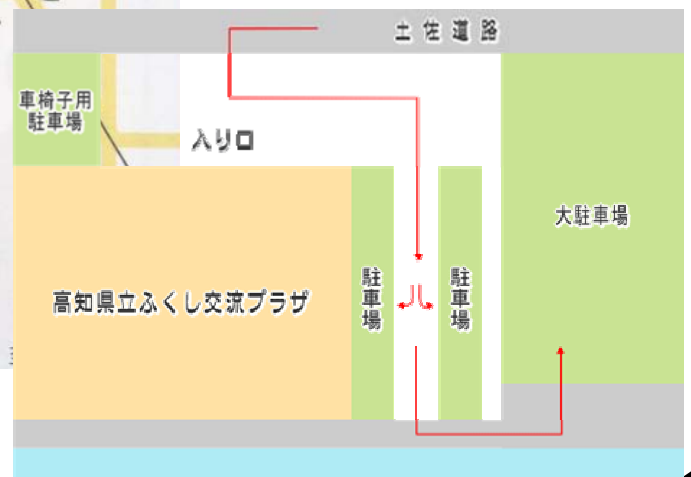 土佐道路
車椅子用
駐車場
入り口
大駐車場
高知県立ふくし交流プラザ
駐車場
駐車場